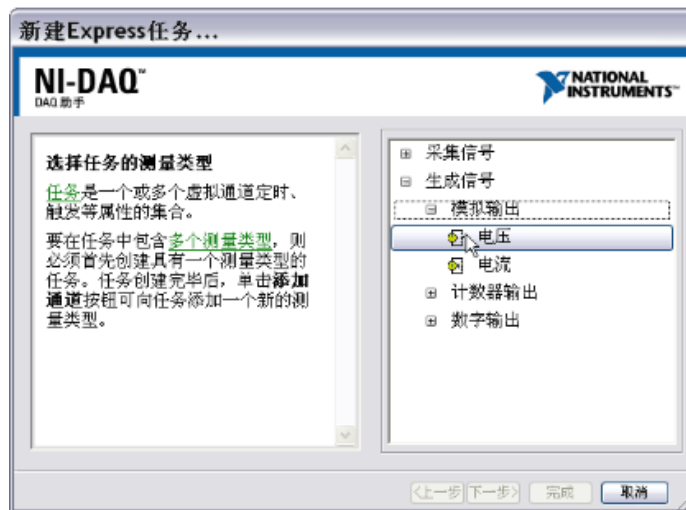 新建Express任务...
NI-DAQ™
DAQ 助手
NATIONAL
INSTRUMENTS™
选择任务的测量类型
任务是一个或多个虚拟通道定时、
触发等属性的集合。
要在任务中包含多个测量类型，则
必须首先创建具有一个测量类型的
任务。任务创建完毕后，单击添加
通道按钮可向任务添加一个新的测
量类型。
采集信号
生成信号
模拟输出
电压
电流
计数器输出
数字输出
<上一步 下一步> 完成 取消